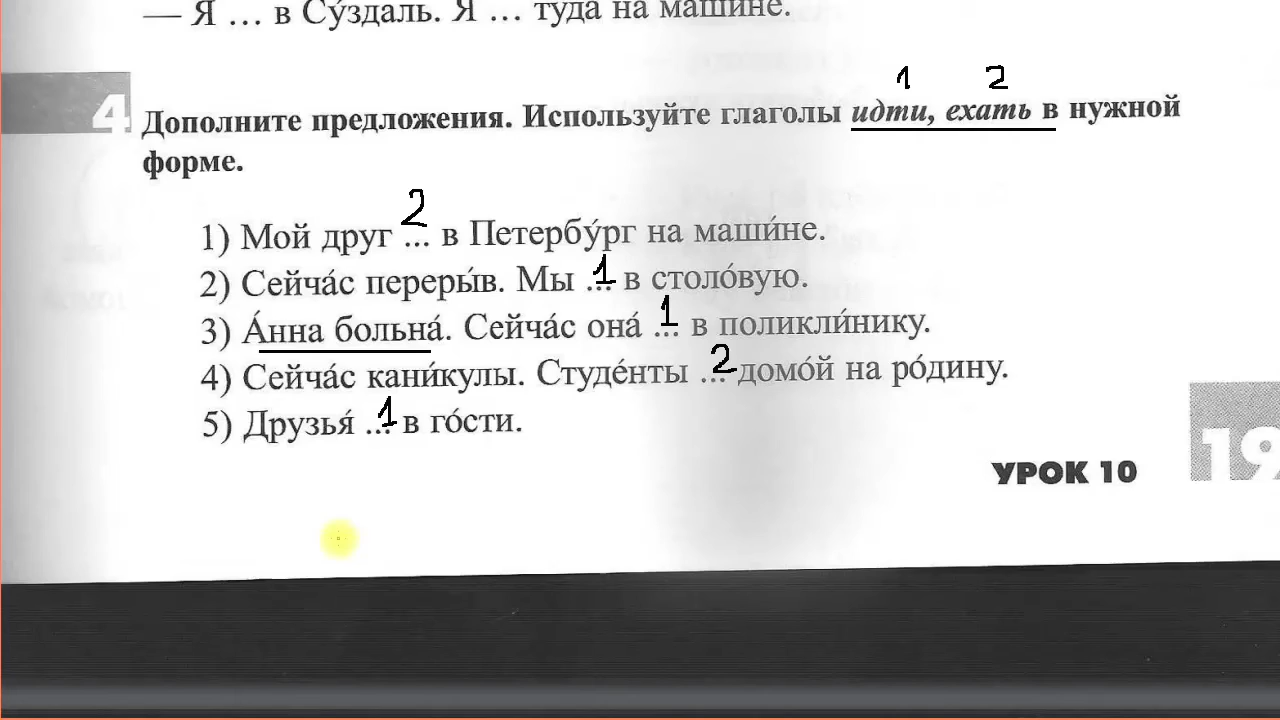 — Я ... в Су́здаль. Я ... туда на машине.
1 2
4 Дополните предложения. Используйте глаголы идти, ехать в нужной
форме.
2
1) Мой друг ... в Петербу́рг на маши́не.
2) Сейча́с переры́в. Мы ... 1 в столо́вую.
3) А́нна больна́. Сейча́с она́ ... 1 в поликли́нику.
4) Сейча́с кани́кулы. Студе́нты ... 2 домо́й на ро́дину.
5) Друзья́ ... 1 в го́сти.
УРОК 10
19